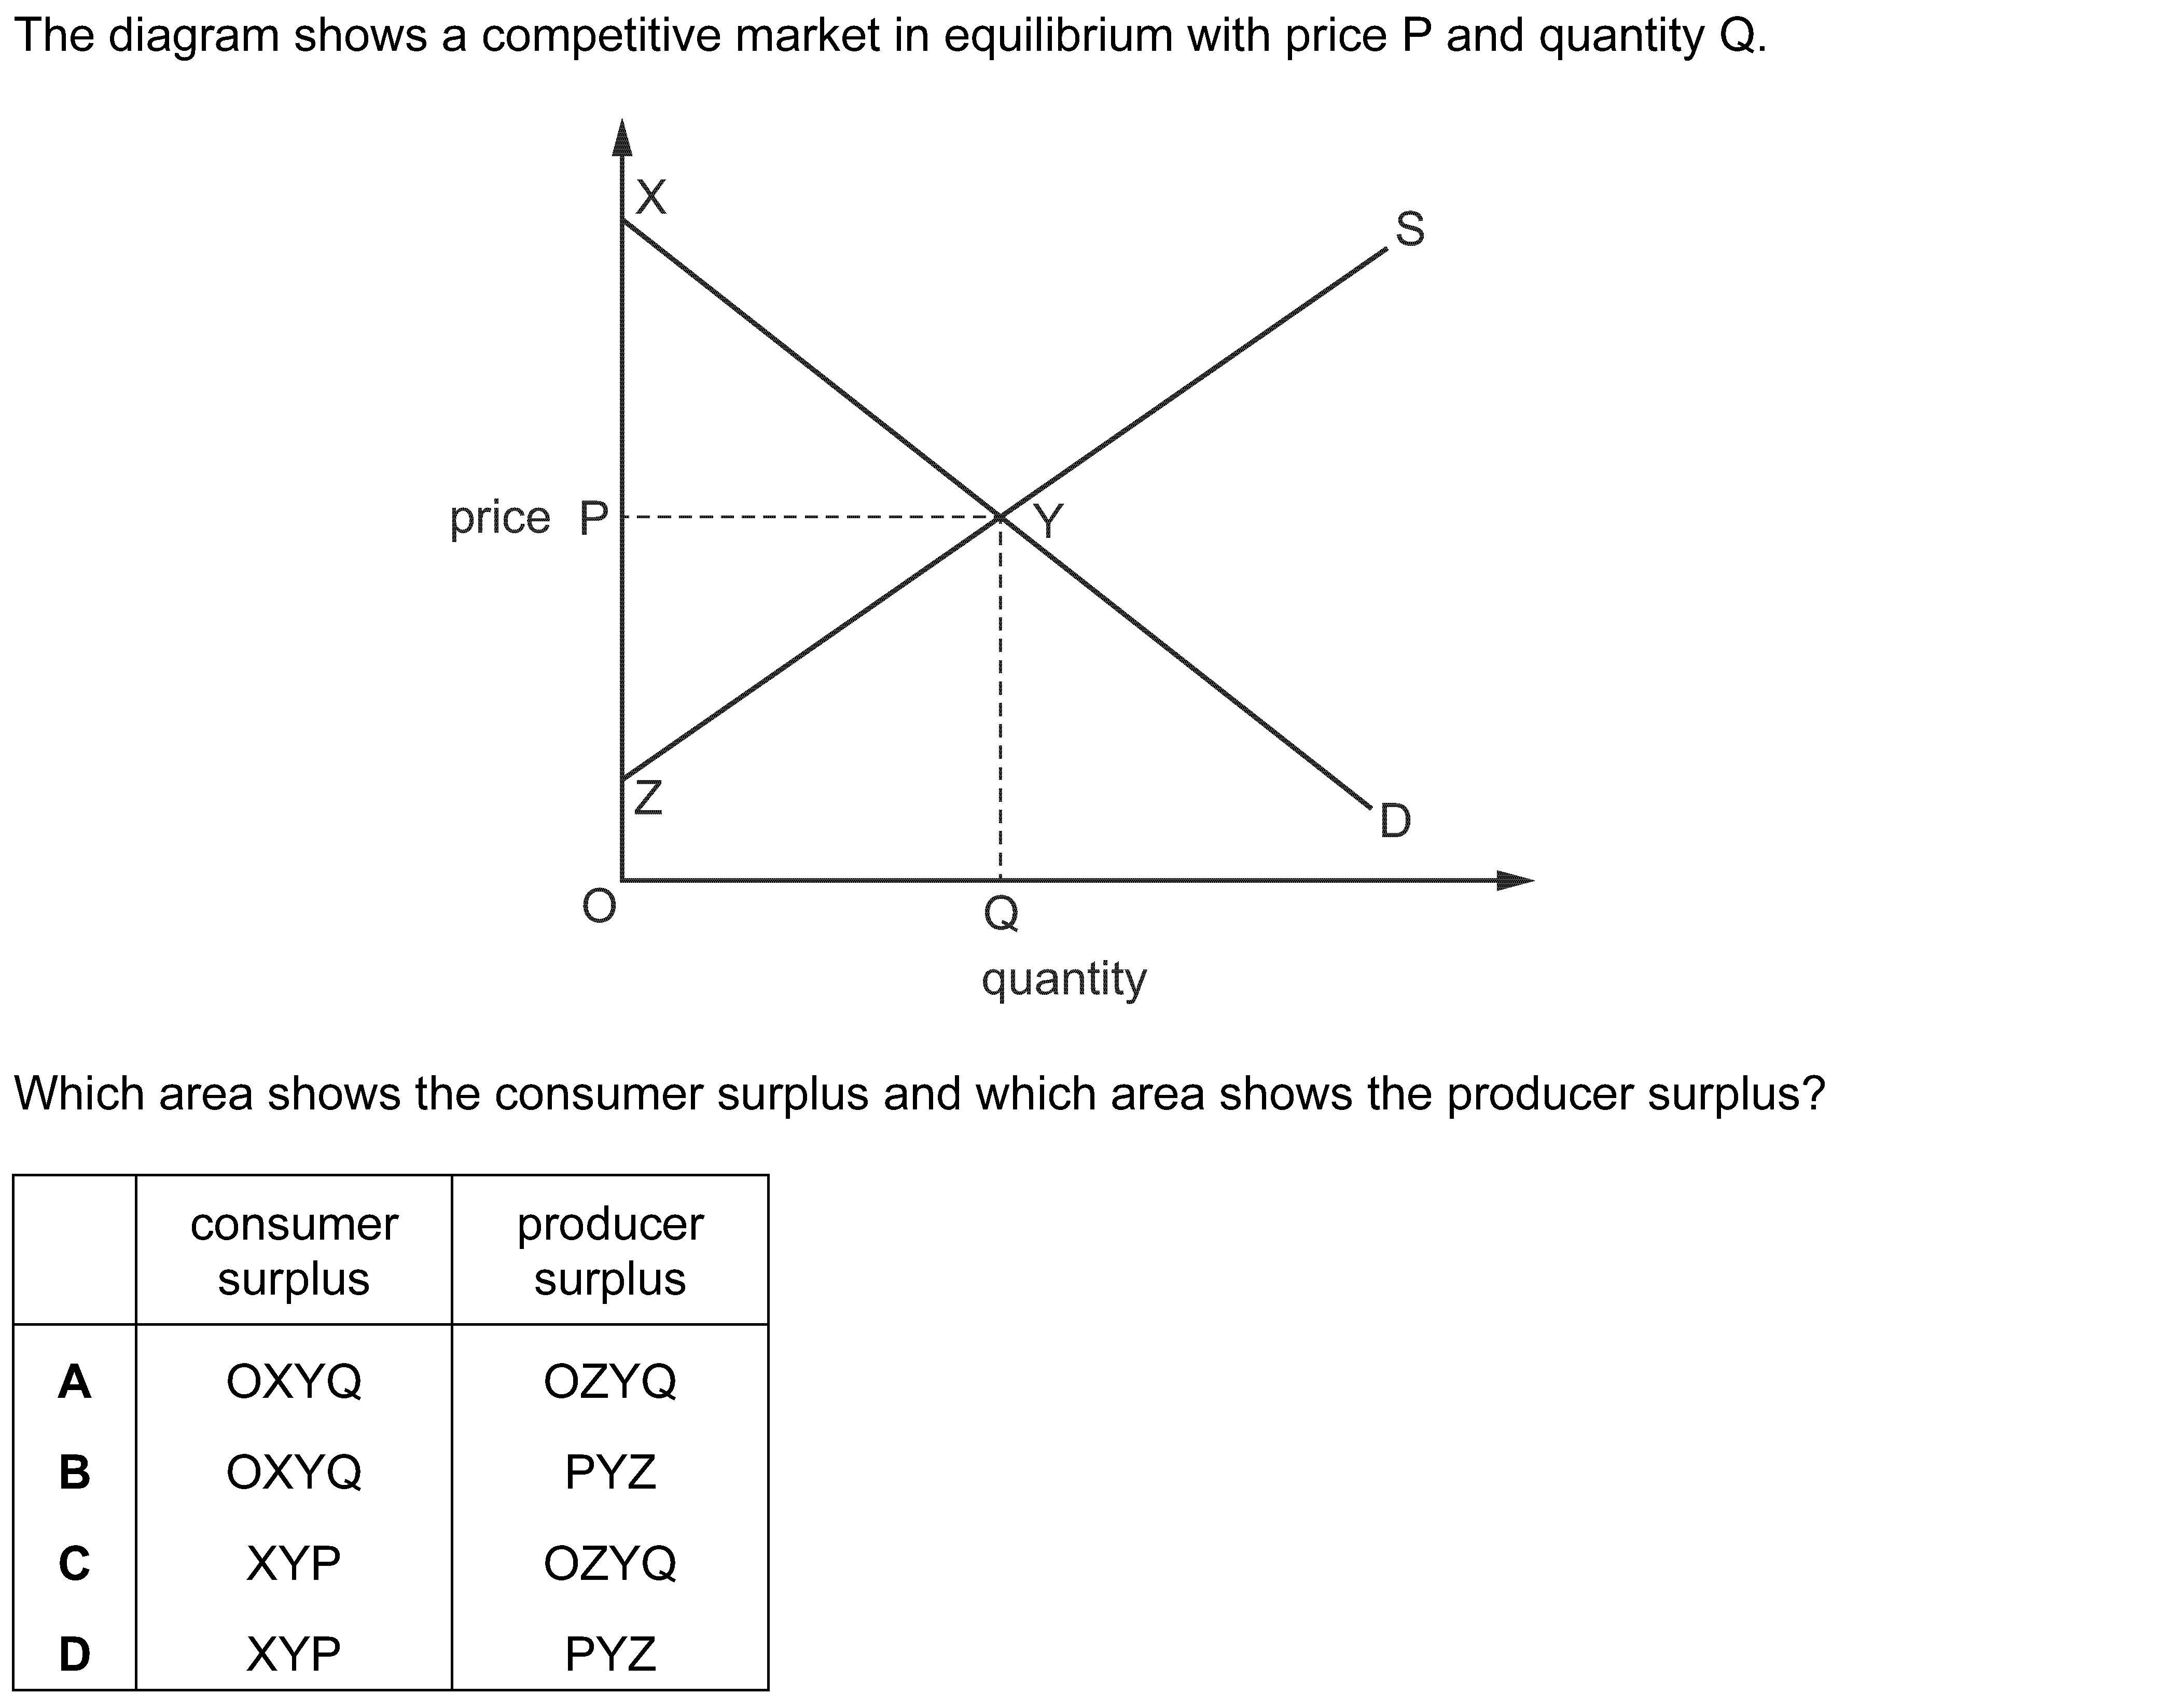 The diagram shows a competitive market in equilibrium with price P and quantity Q.
X
S
price P
Y
Z
D
O
Q
quantity
Which area shows the consumer surplus and which area shows the producer surplus?
consumer surplus
producer surplus
A OXYQ OZYQ
B OXYQ PYZ
C XYP OZYQ
D XYP PYZ